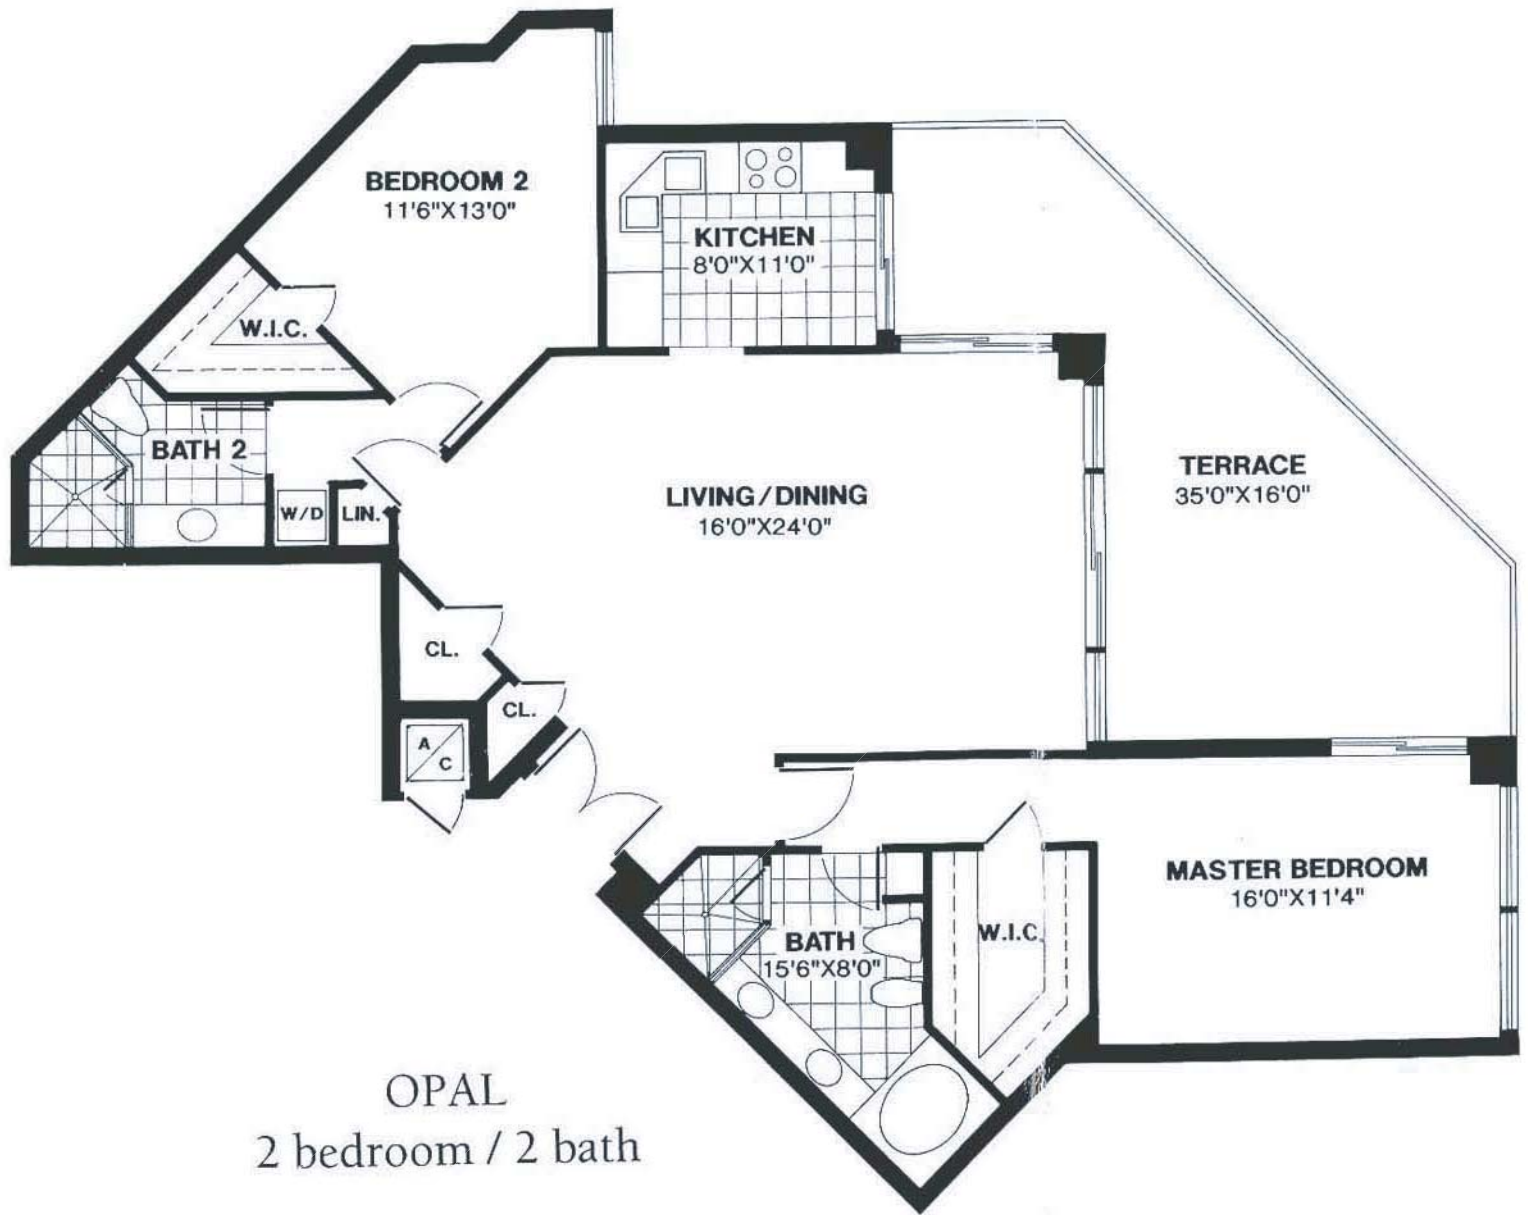 BEDROOM 2
11'6"X13'0"
KITCHEN
8'0"X11'0"
W.I.C.
BATH 2
W/D
LIN.
LIVING/DINING
16'0"X24'0"
TERRACE
35'0"X16'0"
CL.
CL.
A
C
MASTER BEDROOM
16'0"X11'4"
BATH
15'6"X8'0"
W.I.C.
OPAL
2 bedroom / 2 bath